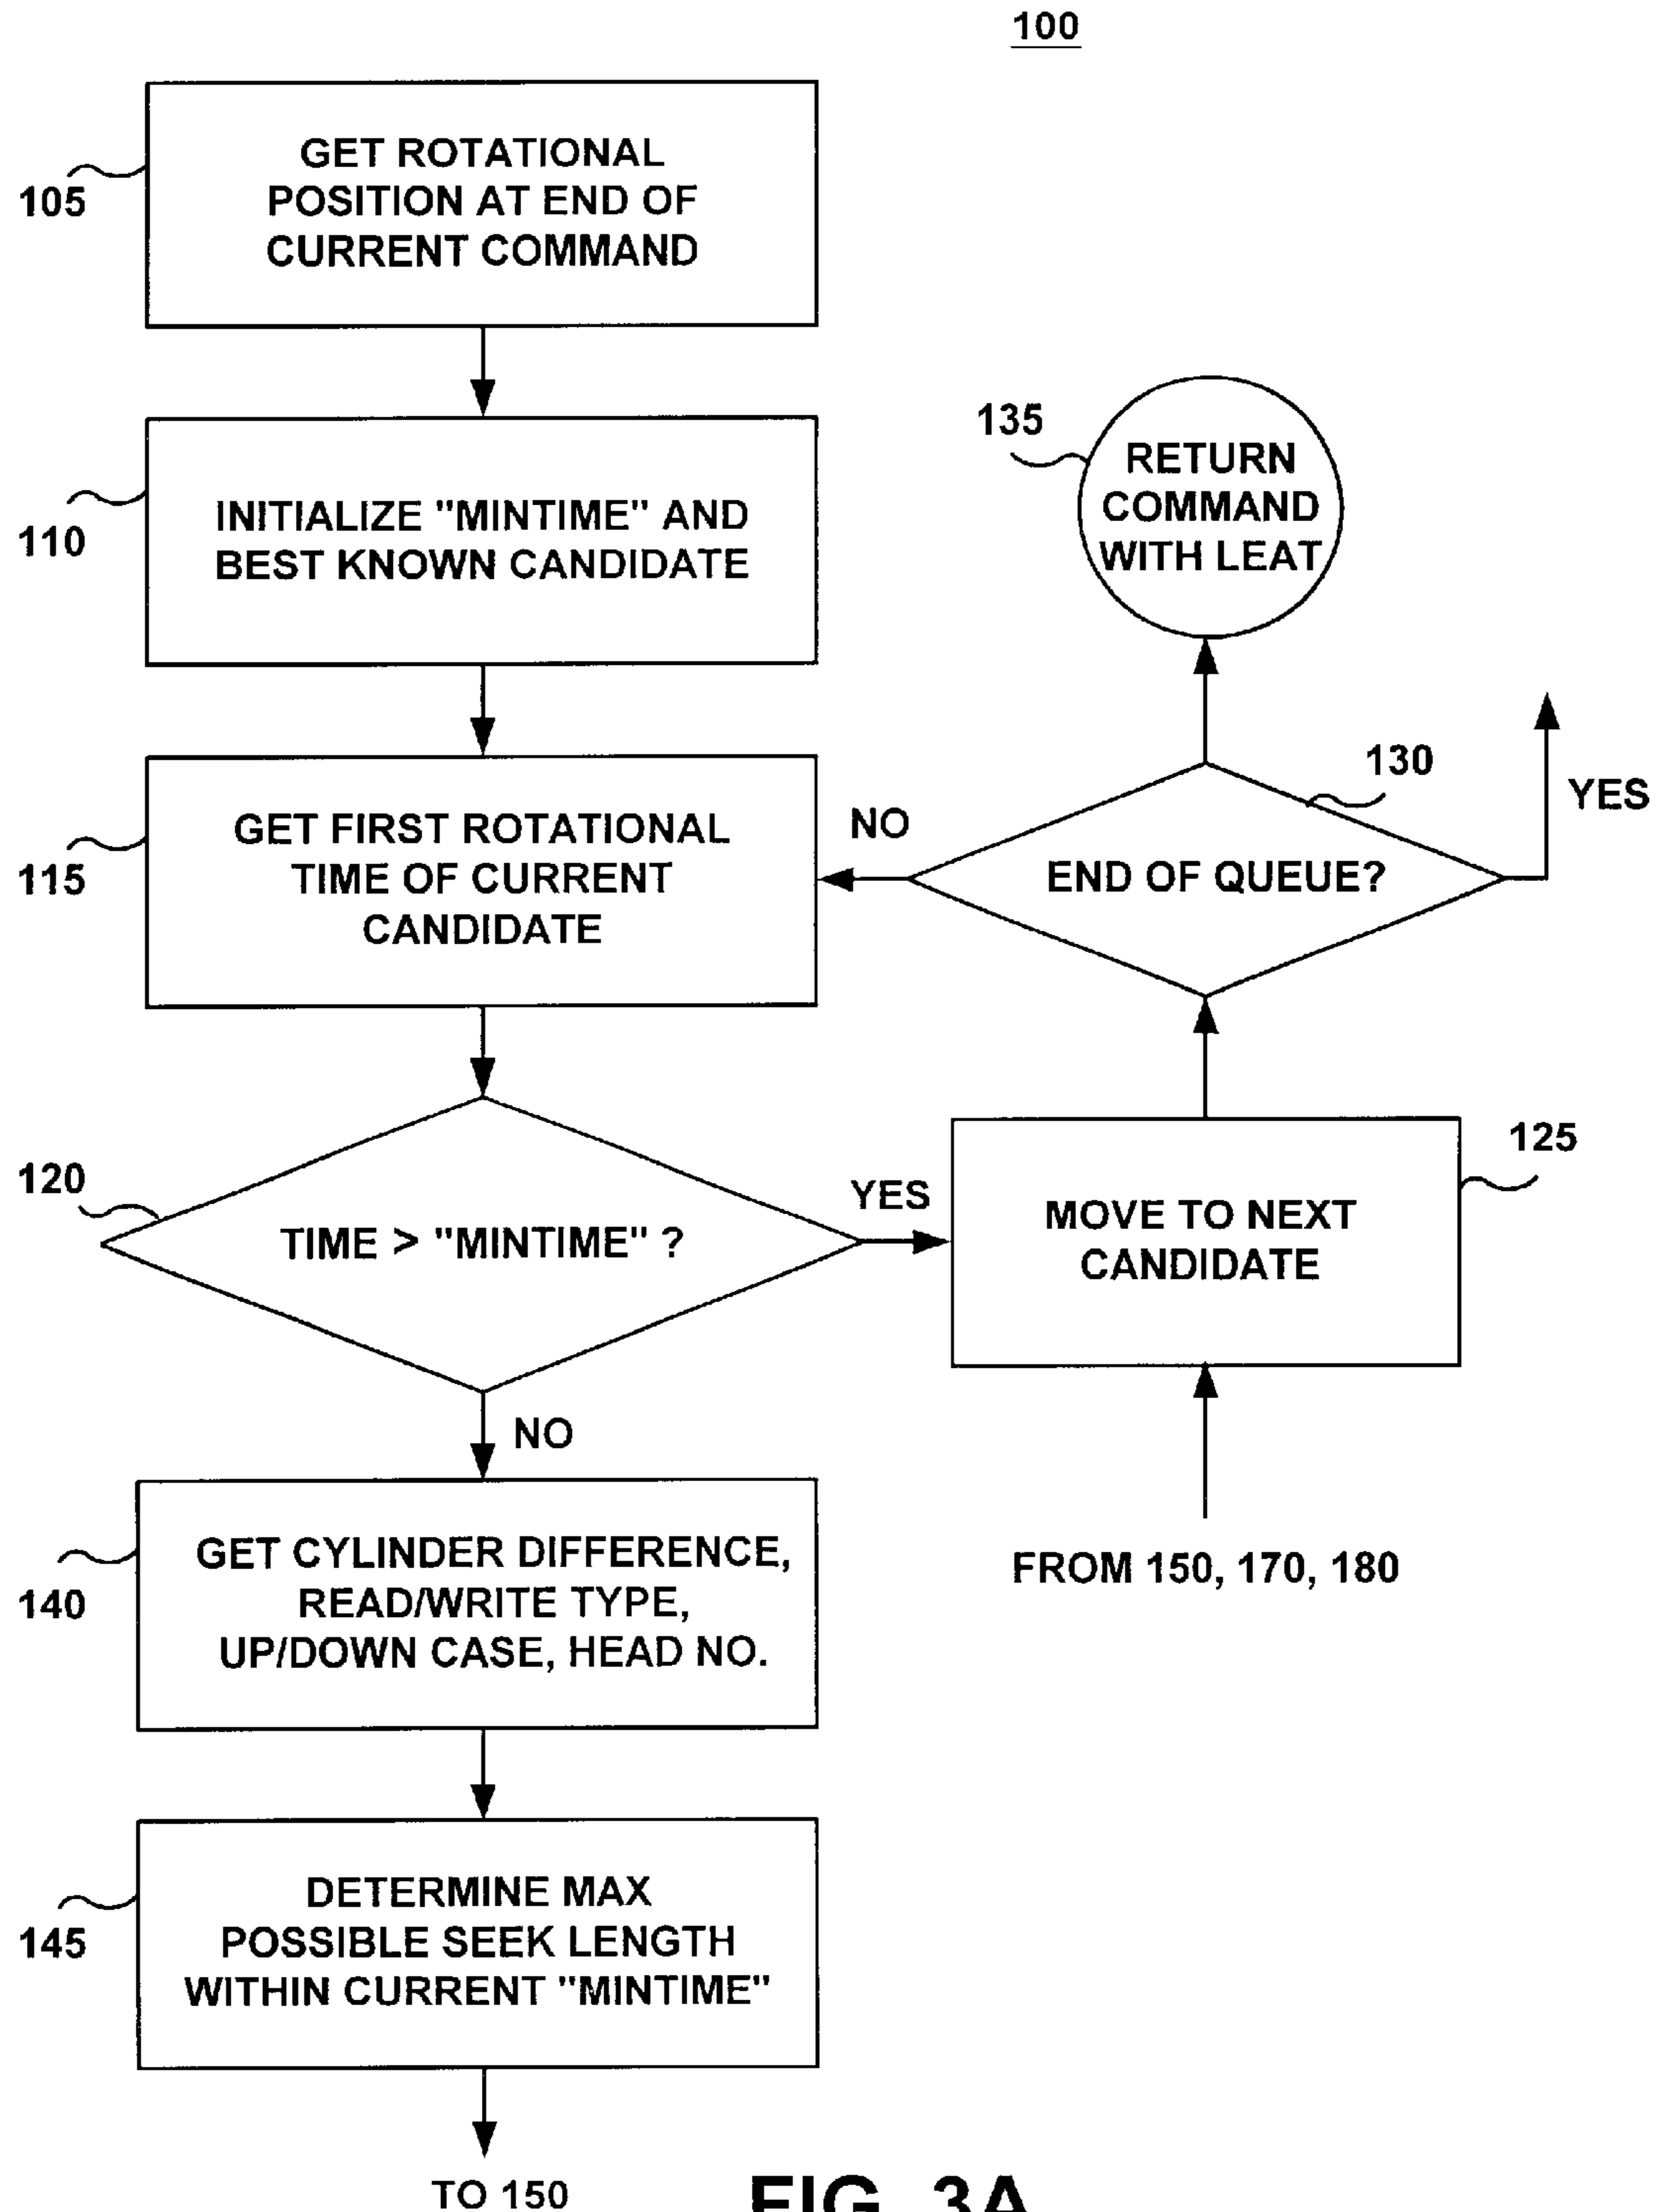 100
GET ROTATIONAL
POSITION AT END OF
CURRENT COMMAND
105
INITIALIZE "MINTIME" AND
BEST KNOWN CANDIDATE
110
135
RETURN
COMMAND
WITH LEAT
GET FIRST ROTATIONAL
TIME OF CURRENT
CANDIDATE
115
NO
END OF QUEUE?
130
YES
120
TIME > "MINTIME" ?
YES
MOVE TO NEXT
CANDIDATE
125
NO
FROM 150, 170, 180
GET CYLINDER DIFFERENCE,
READ/WRITE TYPE,
UP/DOWN CASE, HEAD NO.
140
DETERMINE MAX
POSSIBLE SEEK LENGTH
WITHIN CURRENT "MINTIME"
145
TO 150
FIG. 3A